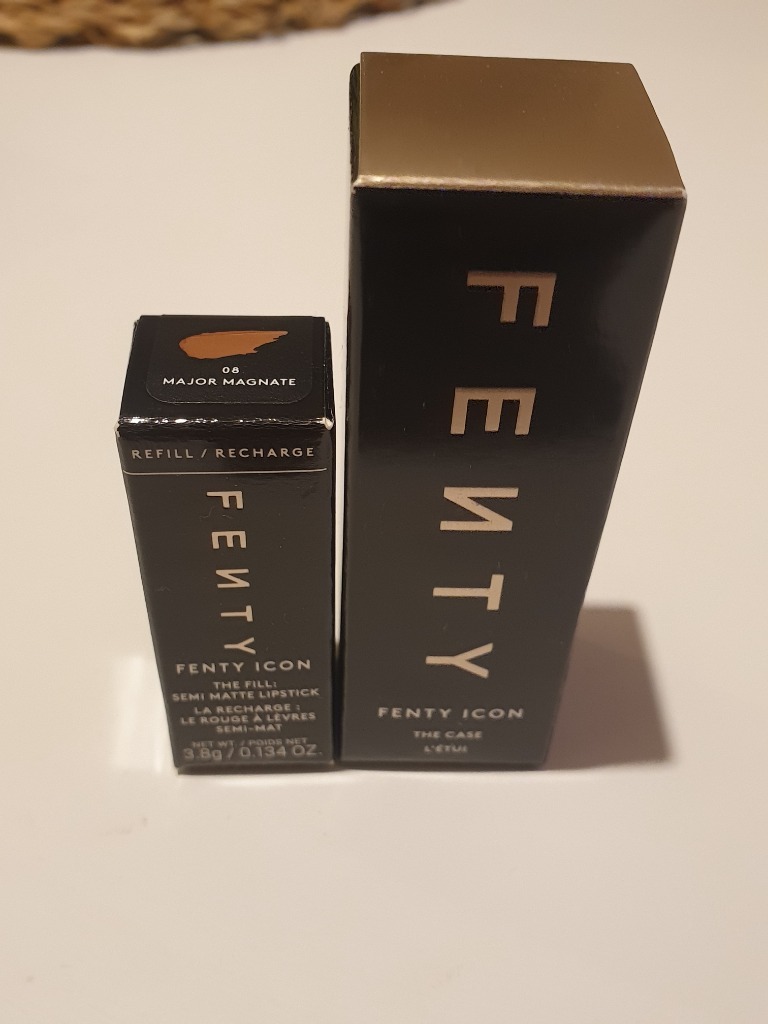 08
MAJOR MAGNATE
REFILL / RECHARGE
FENTY
FENTY ICON
THE FILL:
SEMI MATTE LIPSTICK
LA RECHARGE :
LE ROUGE À LÈVRES
SEMI-MAT
NET WT. / POIDS NET
3.8g / 0.134 OZ.
FENTY
FENTY ICON
THE CASE
L'ÉTUI